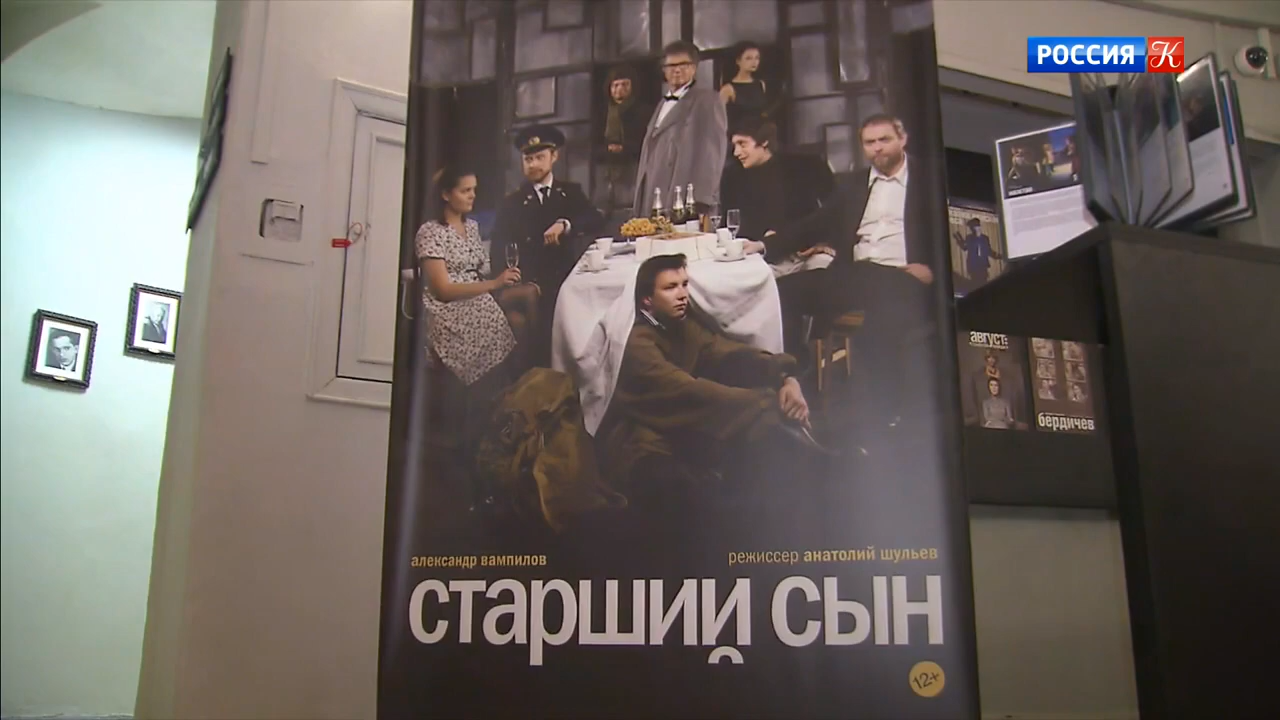 РОССИЯ К
август:
бердичев
александр вампилов
режиссер анатолий шульев
старший сын
12+